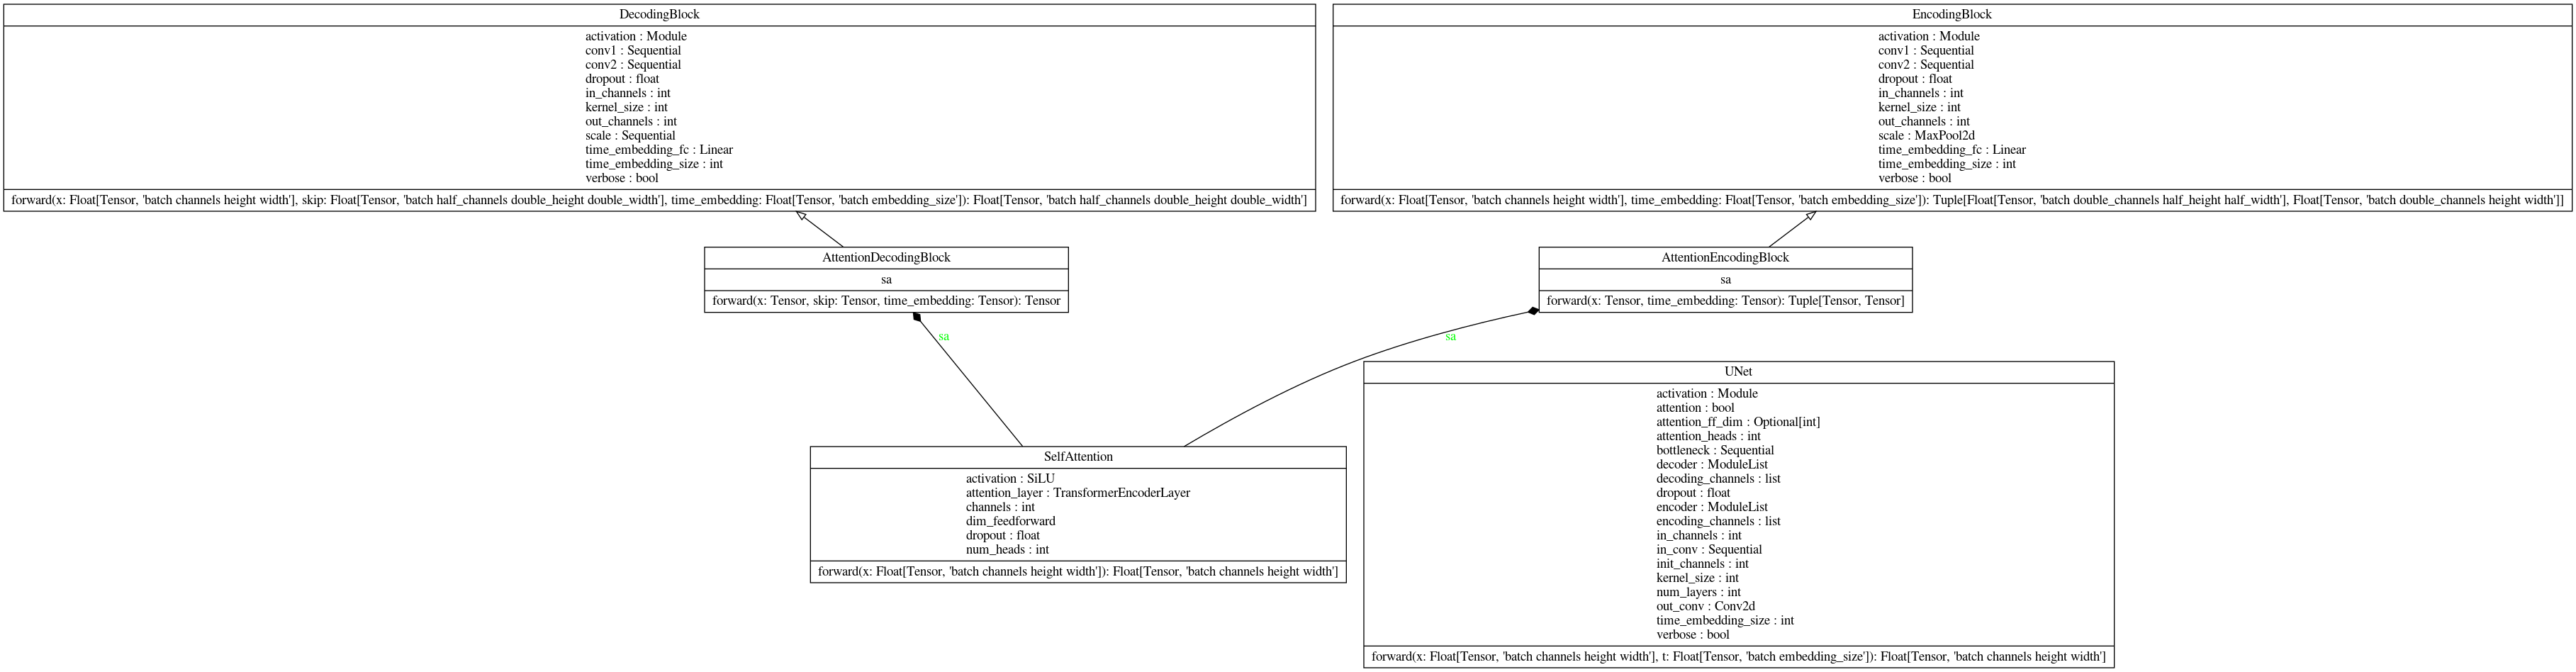 DecodingBlock
activation : Module
conv1 : Sequential
conv2 : Sequential
dropout : float
in_channels : int
kernel_size : int
out_channels : int
scale : Sequential
time_embedding_fc : Linear
time_embedding_size : int
verbose : bool
forward(x: Float[Tensor, 'batch channels height width'], skip: Float[Tensor, 'batch half_channels double_height double_width'], time_embedding: Float[Tensor, 'batch embedding_size']): Float[Tensor, 'batch half_channels double_height double_width']
EncodingBlock
activation : Module
conv1 : Sequential
conv2 : Sequential
dropout : float
in_channels : int
kernel_size : int
out_channels : int
scale : MaxPool2d
time_embedding_fc : Linear
time_embedding_size : int
verbose : bool
forward(x: Float[Tensor, 'batch channels height width'], time_embedding: Float[Tensor, 'batch embedding_size']): Tuple[Float[Tensor, 'batch double_channels half_height half_width'], Float[Tensor, 'batch double_channels height width']]
AttentionDecodingBlock
sa
forward(x: Tensor, skip: Tensor, time_embedding: Tensor): Tensor
AttentionEncodingBlock
sa
forward(x: Tensor, time_embedding: Tensor): Tuple[Tensor, Tensor]
sa
sa
SelfAttention
activation : SiLU
attention_layer : TransformerEncoderLayer
channels : int
dim_feedforward
dropout : float
num_heads : int
forward(x: Float[Tensor, 'batch channels height width']): Float[Tensor, 'batch channels height width']
UNet
activation : Module
attention : bool
attention_ff_dim : Optional[int]
attention_heads : int
bottleneck : Sequential
decoder : ModuleList
decoding_channels : list
dropout : float
encoder : ModuleList
encoding_channels : list
in_channels : int
in_conv : Sequential
init_channels : int
kernel_size : int
num_layers : int
out_conv : Conv2d
time_embedding_size : int
verbose : bool
forward(x: Float[Tensor, 'batch channels height width'], t: Float[Tensor, 'batch embedding_size']): Float[Tensor, 'batch channels height width']